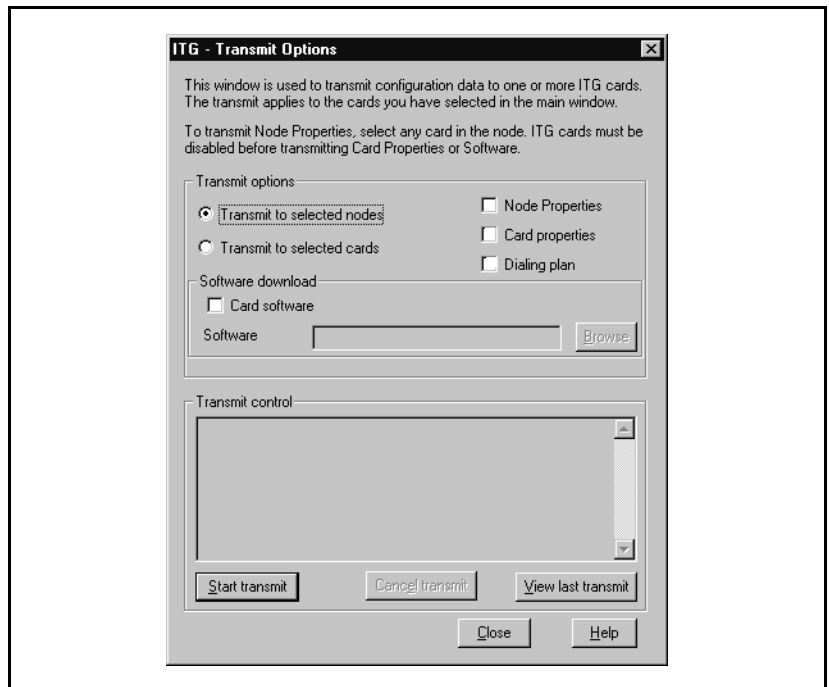 ITG - Transmit Options
This window is used to transmit configuration data to one or more ITG cards.
The transmit applies to the cards you have selected in the main window.
To transmit Node Properties, select any card in the node. ITG cards must be
disabled before transmitting Card Properties or Software.
Transmit options
Transmit to selected nodes
Transmit to selected cards
Node Properties
Card properties
Dialing plan
Software download
Card software
Software
Browse
Transmit control
Start transmit
Cancel transmit
View last transmit
Close
Help